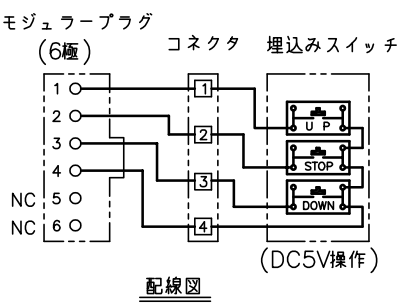 モジュラープラグ
(6極)
コネクタ
埋込みスイッチ
1
2
3
4
NC 5
NC 6
1
2
3
4
UP
STOP
DOWN
(DC5V操作)
配線図